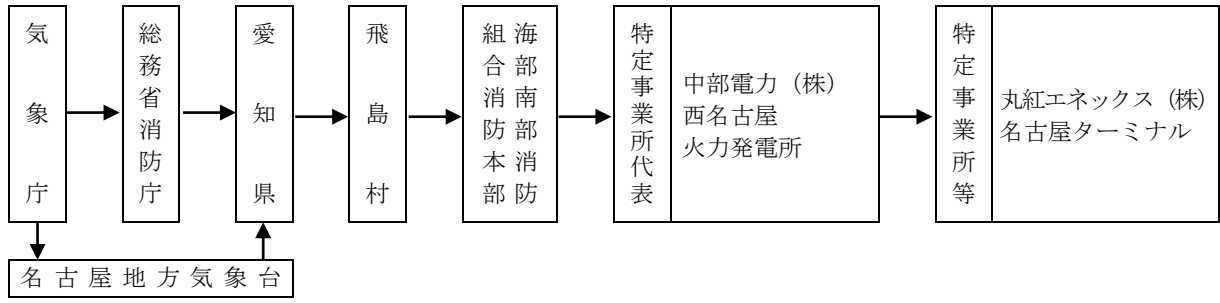 気象庁
総務省消防庁
愛知県
飛島村
海部南部消防
組合消防本部
特定事業所代表
中部電力（株）
西名古屋
火力発電所
特定事業所等
丸紅エネックス（株）
名古屋ターミナル
名古屋地方気象台